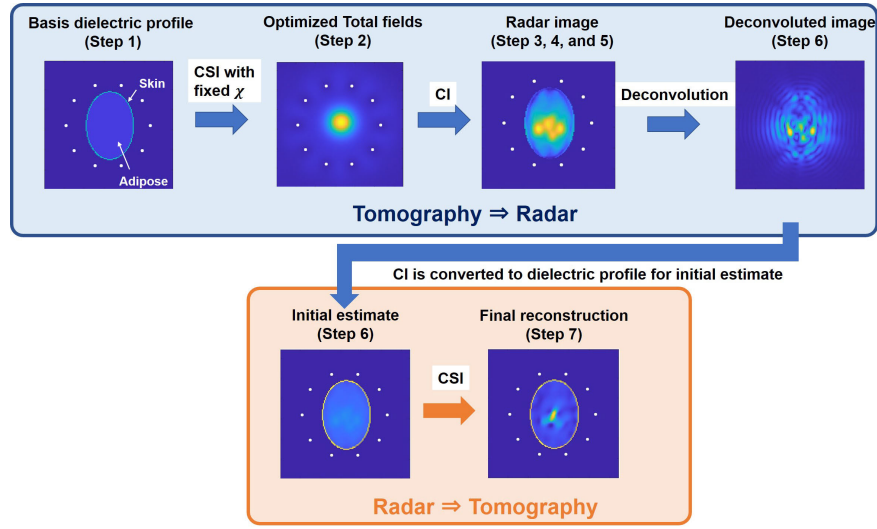 Basis dielectric profile
(Step 1)
Optimized Total fields
(Step 2)
Radar image
(Step 3, 4, and 5)
Deconvoluted image
(Step 6)
CSI with
fixed χ
CI
Deconvolution
Skin
Adipose
Tomography ⇒ Radar
CI is converted to dielectric profile for initial estimate
Initial estimate
(Step 6)
Final reconstruction
(Step 7)
CSI
Radar ⇒ Tomography